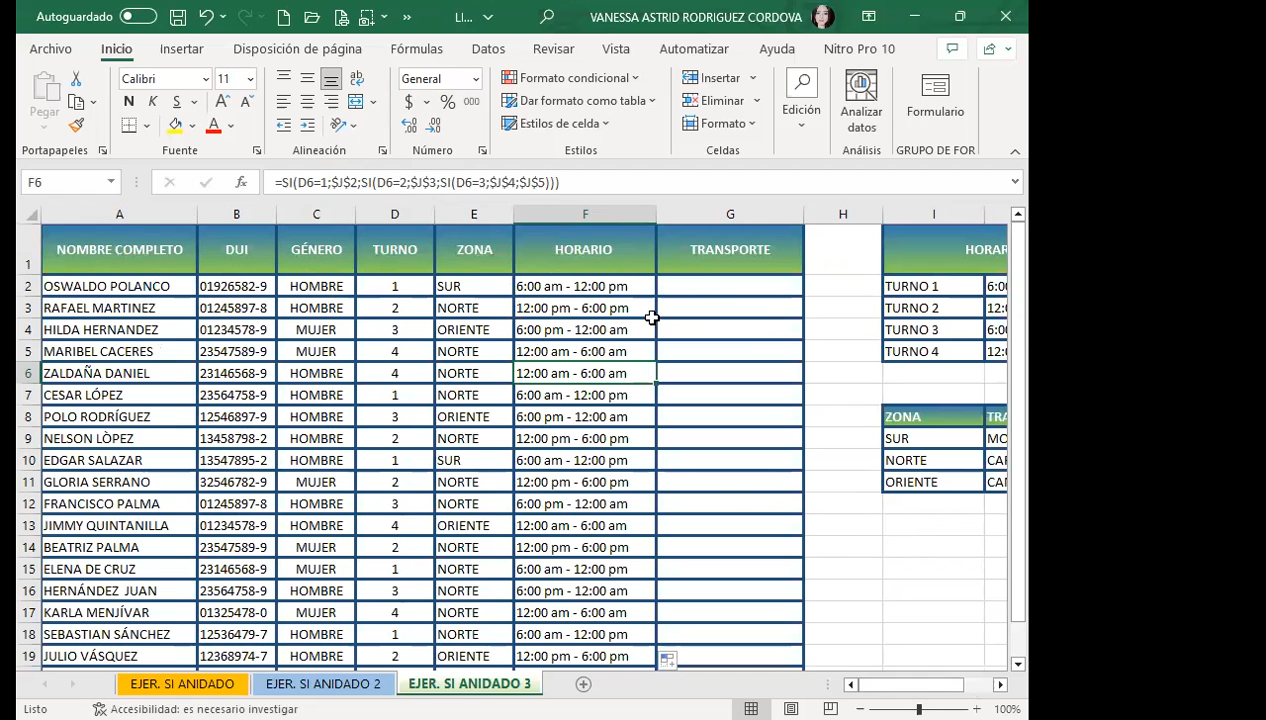 Autoguardado LI... VANESSA ASTRID RODRIGUEZ CORDOVA
Archivo Inicio Insertar Disposición de página Fórmulas Datos Revisar Vista Automatizar Ayuda Nitro Pro 10
Pegar Calibri 11 General Formato condicional Insertar Edición Analizar datos Formulario
N K S A A $ % 000 Dar formato como tabla Eliminar
A Estilos de celda Formato
Portapapeles Fuente Alineación Número Estilos Celdas Análisis GRUPO DE FOR
F6 fx =SI(D6=1;$J$2;SI(D6=2;$J$3;SI(D6=3;$J$4;$J$5)))
A B C D E F G H I
1 NOMBRE COMPLETO DUI GÉNERO TURNO ZONA HORARIO TRANSPORTE HORAR
2 OSWALDO POLANCO 01926582-9 HOMBRE 1 SUR 6:00 am - 12:00 pm TURNO 1 6:00
3 RAFAEL MARTINEZ 01245897-8 HOMBRE 2 NORTE 12:00 pm - 6:00 pm TURNO 2 12:0
4 HILDA HERNANDEZ 01234578-9 MUJER 3 ORIENTE 6:00 pm - 12:00 am TURNO 3 6:00
5 MARIBEL CACERES 23547589-9 MUJER 4 NORTE 12:00 am - 6:00 am TURNO 4 12:0
6 ZALDAÑA DANIEL 23146568-9 HOMBRE 4 NORTE 12:00 am - 6:00 am
7 CESAR LÓPEZ 23564758-9 HOMBRE 1 NORTE 6:00 am - 12:00 pm
8 POLO RODRÍGUEZ 12546897-9 HOMBRE 3 ORIENTE 6:00 pm - 12:00 am ZONA TRA
9 NELSON LÒPEZ 13458798-2 HOMBRE 2 NORTE 12:00 pm - 6:00 pm SUR MO
10 EDGAR SALAZAR 13547895-2 HOMBRE 1 SUR 6:00 am - 12:00 pm NORTE CAR
11 GLORIA SERRANO 32546782-9 MUJER 2 NORTE 12:00 pm - 6:00 pm ORIENTE CAM
12 FRANCISCO PALMA 01245897-8 HOMBRE 3 NORTE 6:00 pm - 12:00 am
13 JIMMY QUINTANILLA 01234578-9 HOMBRE 4 ORIENTE 12:00 am - 6:00 am
14 BEATRIZ PALMA 23547589-9 MUJER 2 NORTE 12:00 pm - 6:00 pm
15 ELENA DE CRUZ 23146568-9 MUJER 1 NORTE 6:00 am - 12:00 pm
16 HERNÁNDEZ JUAN 23564758-9 HOMBRE 3 NORTE 6:00 pm - 12:00 am
17 KARLA MENJÍVAR 01325478-0 MUJER 4 NORTE 12:00 am - 6:00 am
18 SEBASTIAN SÁNCHEZ 12536479-7 HOMBRE 1 NORTE 6:00 am - 12:00 pm
19 JULIO VÁSQUEZ 12368974-7 HOMBRE 2 ORIENTE 12:00 pm - 6:00 pm
EJER. SI ANIDADO EJER. SI ANIDADO 2 EJER. SI ANIDADO 3
Listo Accesibilidad: es necesario investigar 100%